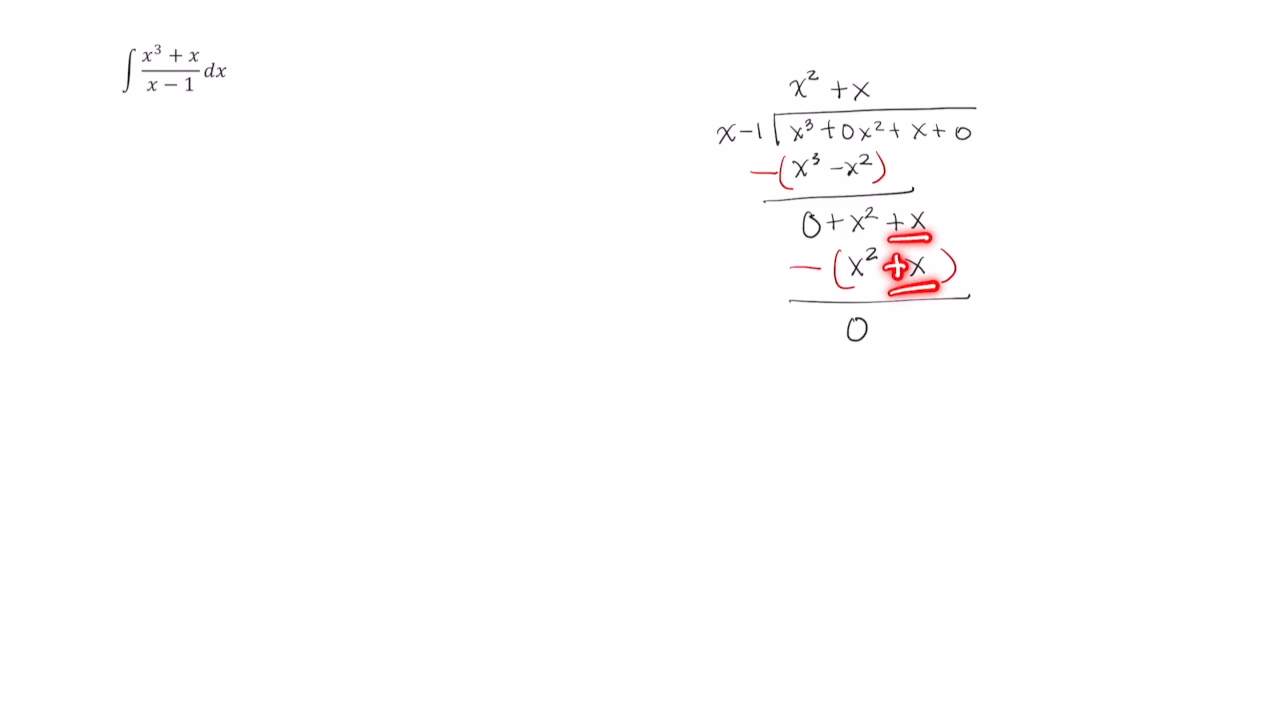 ∫ (x³ + x)/(x − 1) dx
x² + x
x−1 √ x³ + 0x² + x + 0
−(x³ − x²)
0 + x² + x
−(x² + x)
0